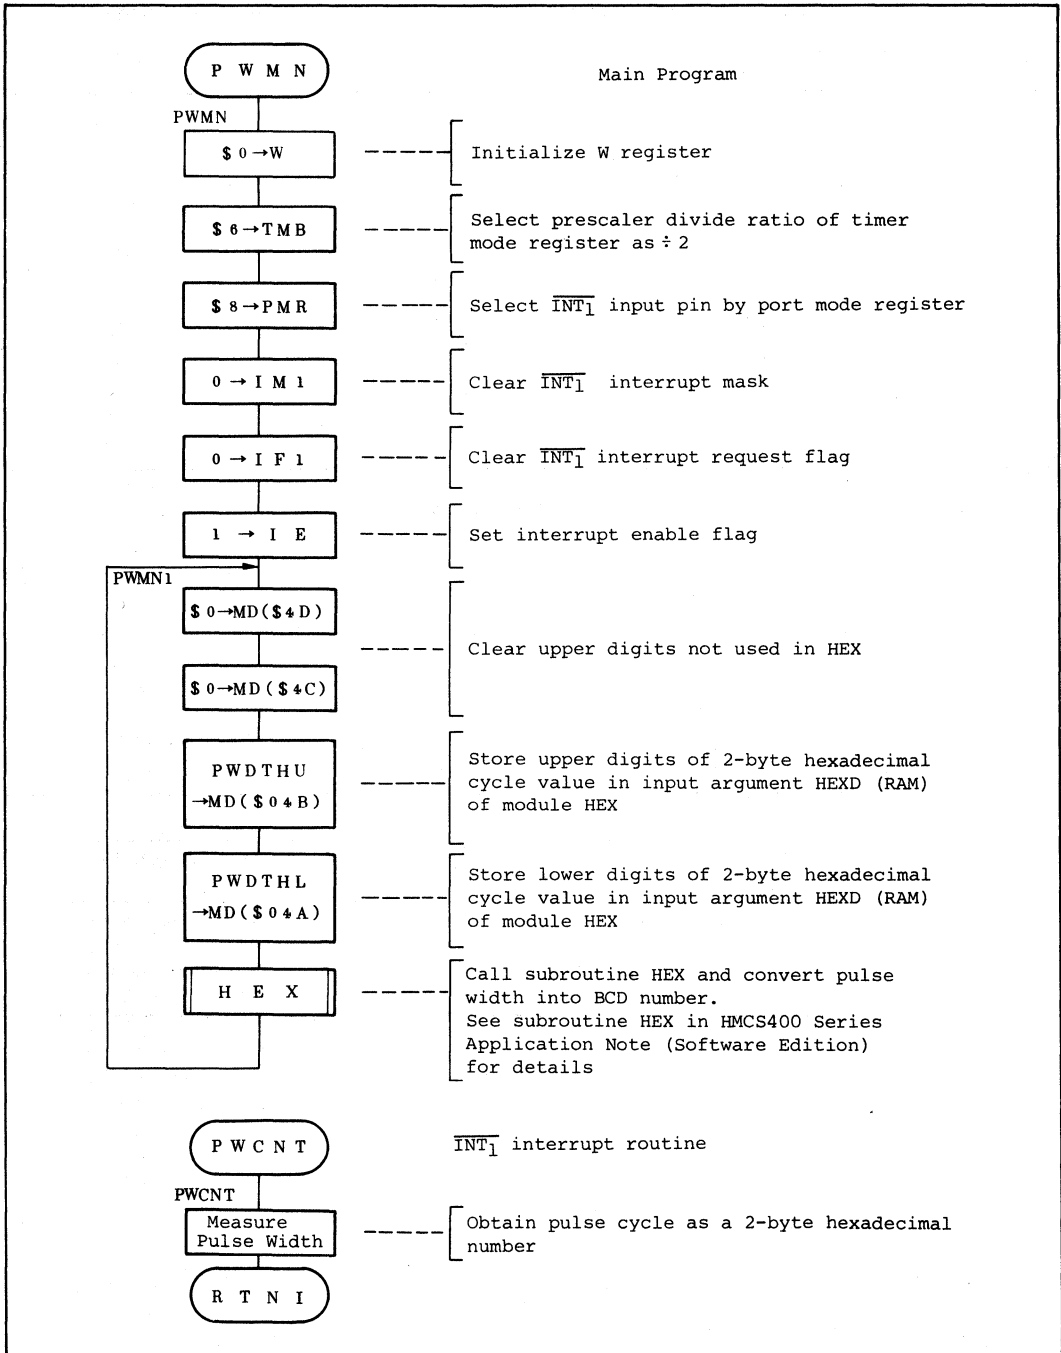 P W M N
Main Program
PWMN
$ 0 → W
Initialize W register
$ 6 → TMB
Select prescaler divide ratio of timer
mode register as ÷ 2
$ 8 → P M R
Select I̅N̅T̅₁̅ input pin by port mode register
0 → I M 1
Clear I̅N̅T̅₁̅ interrupt mask
0 → I F 1
Clear I̅N̅T̅₁̅ interrupt request flag
1 → I E
Set interrupt enable flag
PWMN1
$ 0→MD($4D)
Clear upper digits not used in HEX
$ 0→MD($4C)
PWDTHU
→MD($04B)
Store upper digits of 2-byte hexadecimal
cycle value in input argument HEXD (RAM)
of module HEX
PWDTHL
→MD($04A)
Store lower digits of 2-byte hexadecimal
cycle value in input argument HEXD (RAM)
of module HEX
H E X
Call subroutine HEX and convert pulse
width into BCD number.
See subroutine HEX in HMCS400 Series
Application Note (Software Edition)
for details
P W C N T
I̅N̅T̅₁̅ interrupt routine
PWCNT
Measure
Pulse Width
Obtain pulse cycle as a 2-byte hexadecimal
number
R T N I